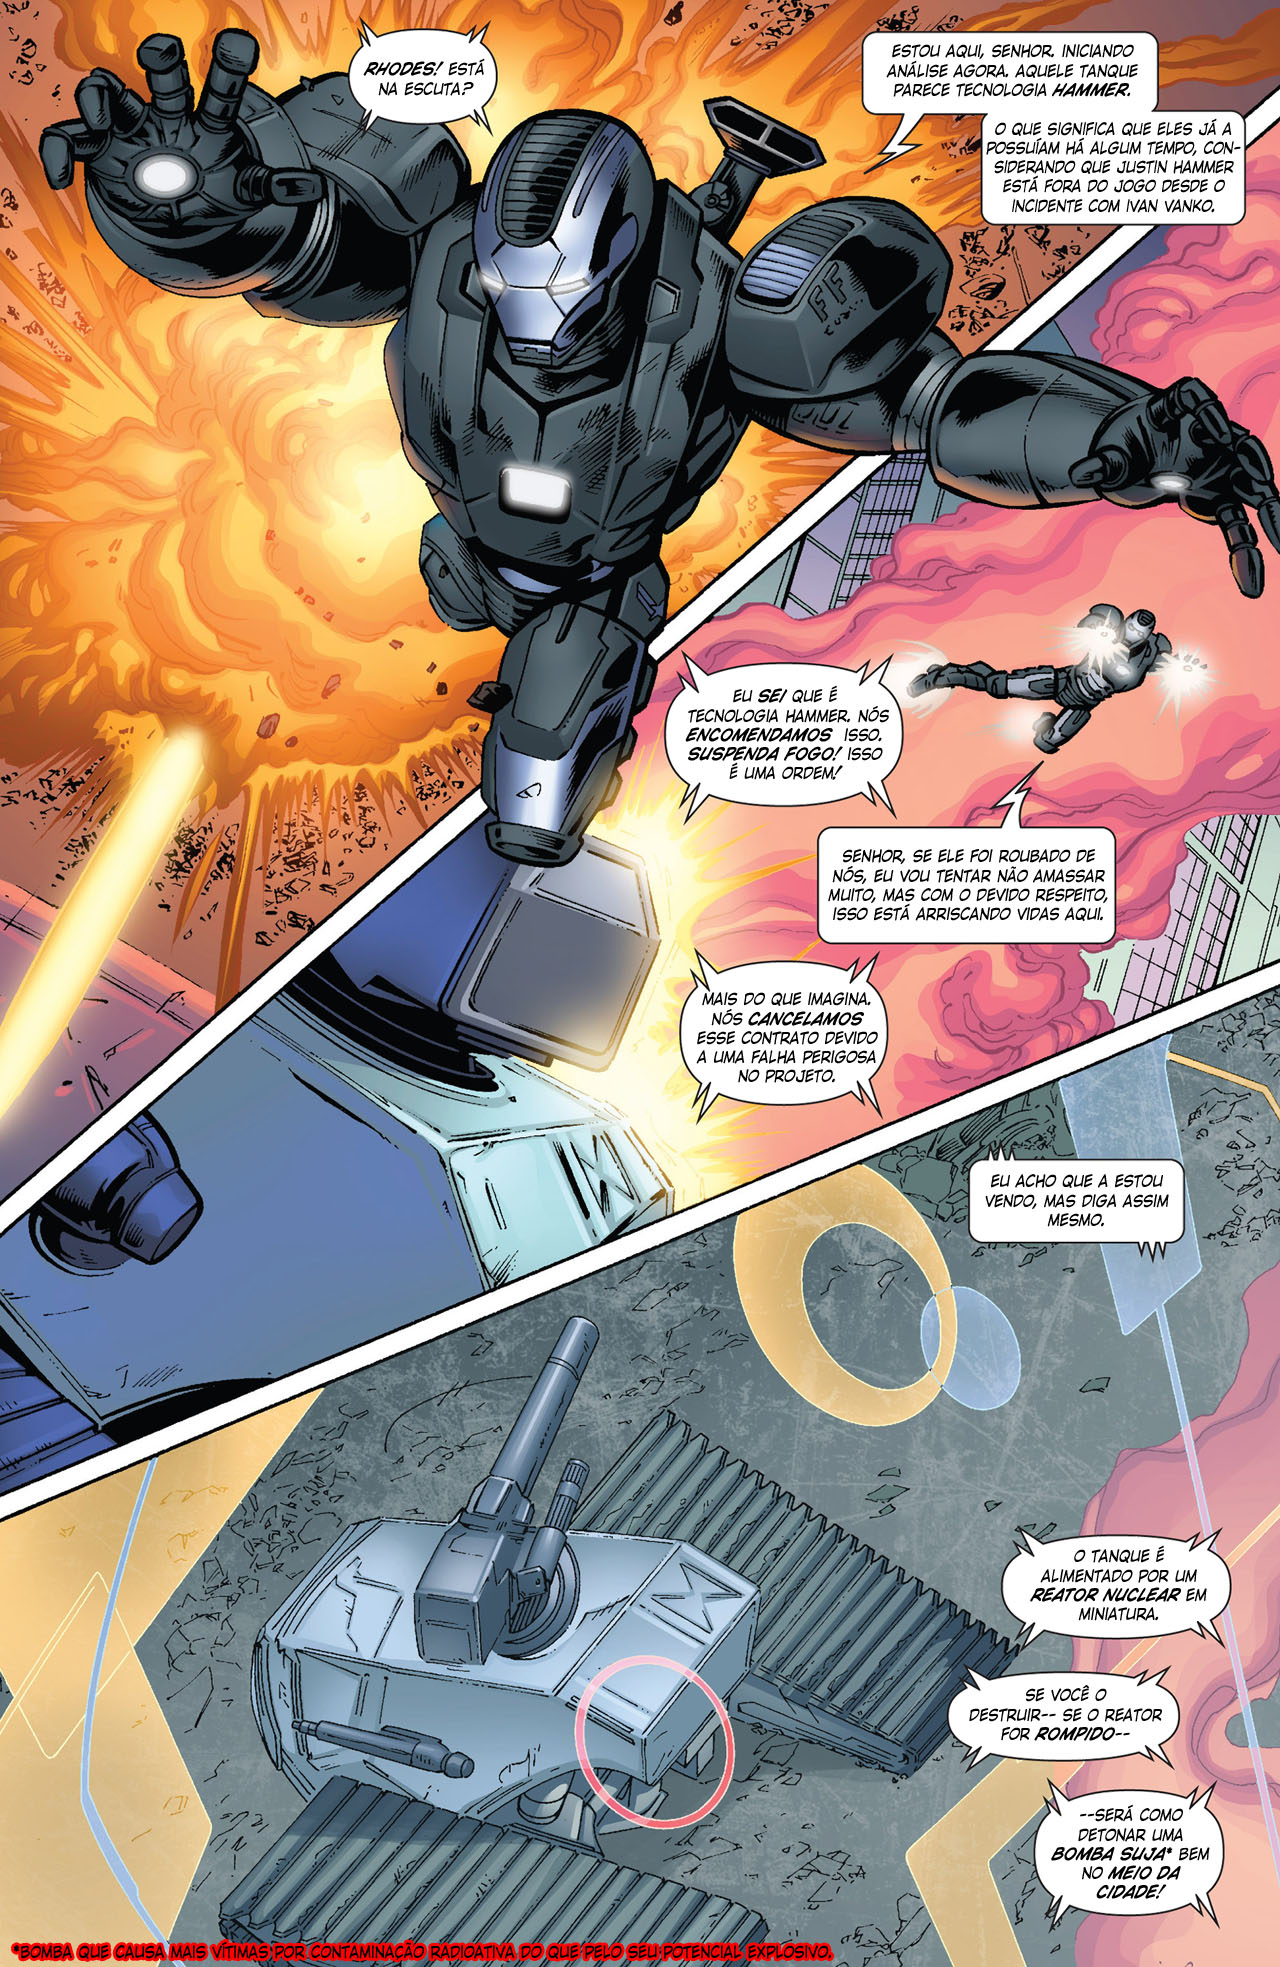 RHODES! ESTÁ
NA ESCUTA?
ESTOU AQUI, SENHOR. INICIANDO
ANÁLISE AGORA. AQUELE TANQUE
PARECE TECNOLOGIA HAMMER.
O QUE SIGNIFICA QUE ELES JÁ A
POSSUÍAM HÁ ALGUM TEMPO, CON-
SIDERANDO QUE JUSTIN HAMMER
ESTÁ FORA DO JOGO DESDE O
INCIDENTE COM IVAN VANKO.
FF
EU SEI QUE É
TECNOLOGIA HAMMER. NÓS
ENCOMENDAMOS ISSO.
SUSPENDA FOGO! ISSO
É UMA ORDEM!
SENHOR, SE ELE FOI ROUBADO DE
NÓS, EU VOU TENTAR NÃO AMASSAR
MUITO, MAS COM O DEVIDO RESPEITO,
ISSO ESTÁ ARRISCANDO VIDAS AQUI.
MAIS DO QUE IMAGINA.
NÓS CANCELAMOS
ESSE CONTRATO DEVIDO
A UMA FALHA PERIGOSA
NO PROJETO.
EU ACHO QUE A ESTOU
VENDO, MAS DIGA ASSIM
MESMO.
O TANQUE É
ALIMENTADO POR UM
REATOR NUCLEAR EM
MINIATURA.
SE VOCÊ O
DESTRUIR-- SE O REATOR
FOR ROMPIDO--
--SERÁ COMO
DETONAR UMA
BOMBA SUJA* BEM
NO MEIO DA
CIDADE!
*BOMBA QUE CAUSA MAIS VÍTIMAS POR CONTAMINAÇÃO RADIOATIVA DO QUE PELO SEU POTENCIAL EXPLOSIVO.